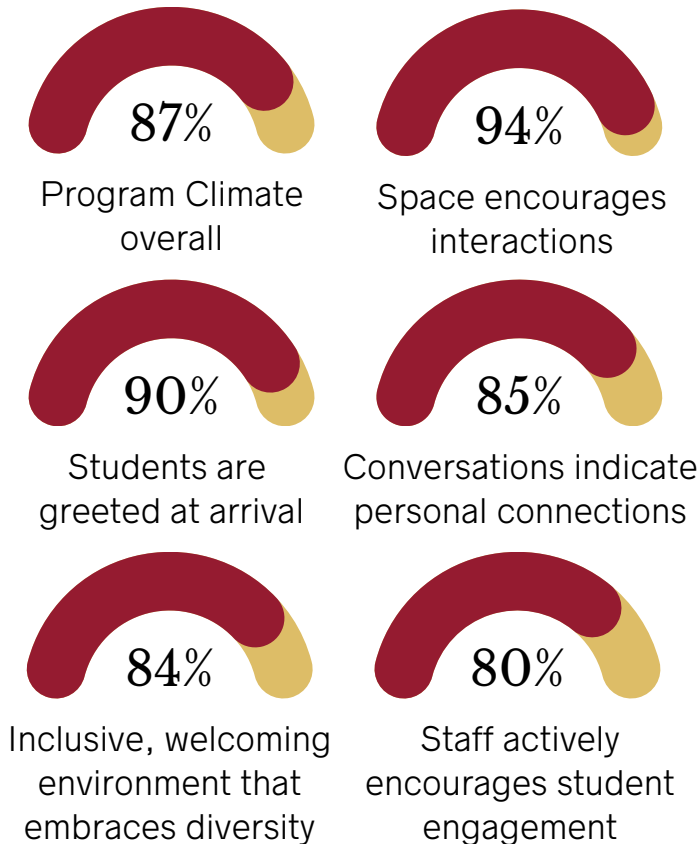 87%
Program Climate
overall
94%
Space encourages
interactions
90%
Students are
greeted at arrival
85%
Conversations indicate
personal connections
84%
Inclusive, welcoming
environment that
embraces diversity
80%
Staff actively
encourages student
engagement